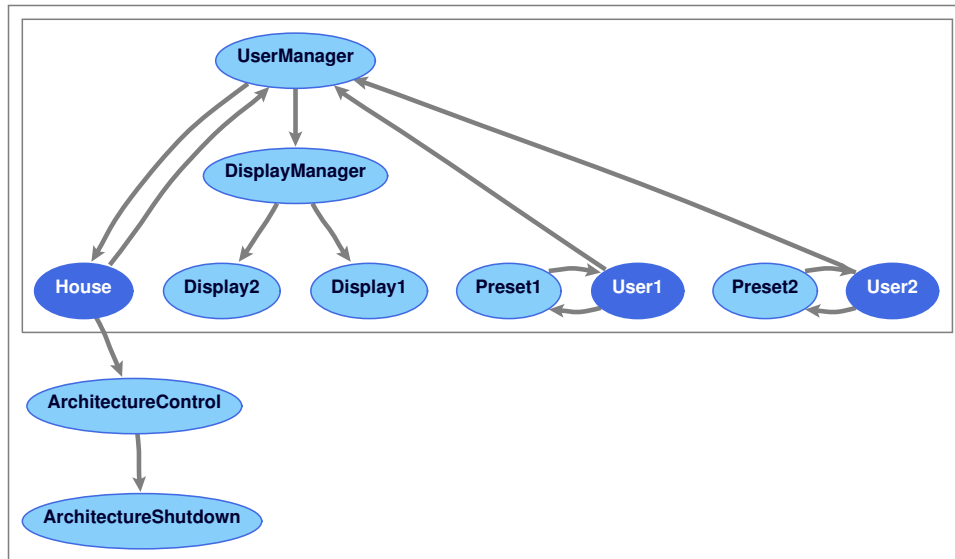 UserManager
DisplayManager
House
Display2
Display1
Preset1
User1
Preset2
User2
ArchitectureControl
ArchitectureShutdown